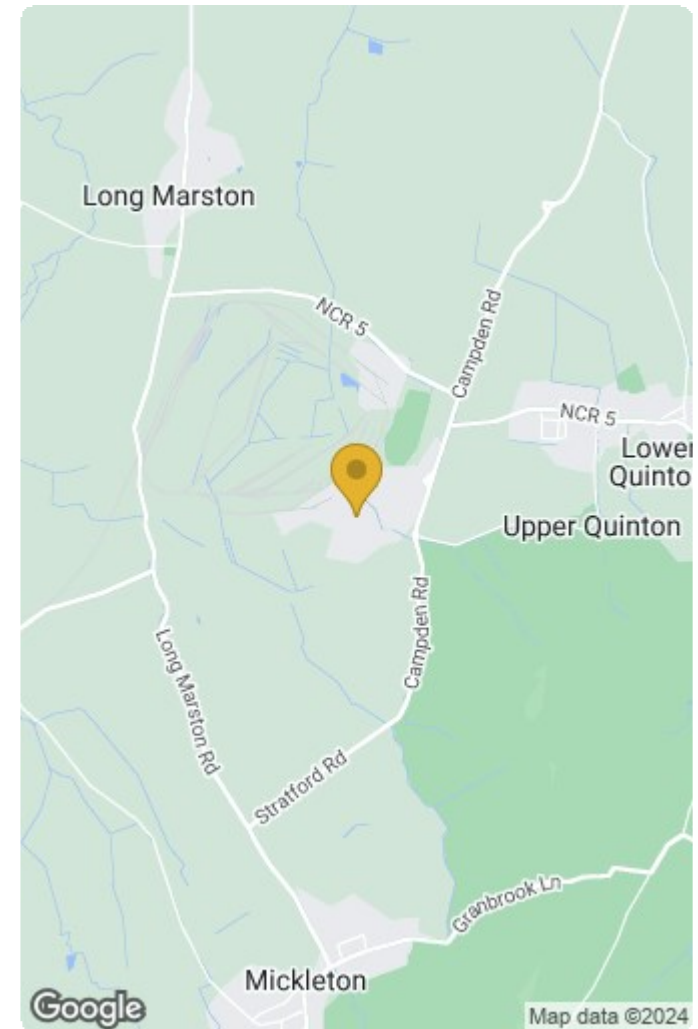 Long Marston
NCR 5
Campden Rd
NCR 5
Lower
Quinto
Upper Quinton
Campden Rd
Long Marston Rd
Stratford Rd
Granbrook Ln
Mickleton
Google
Map data ©2024